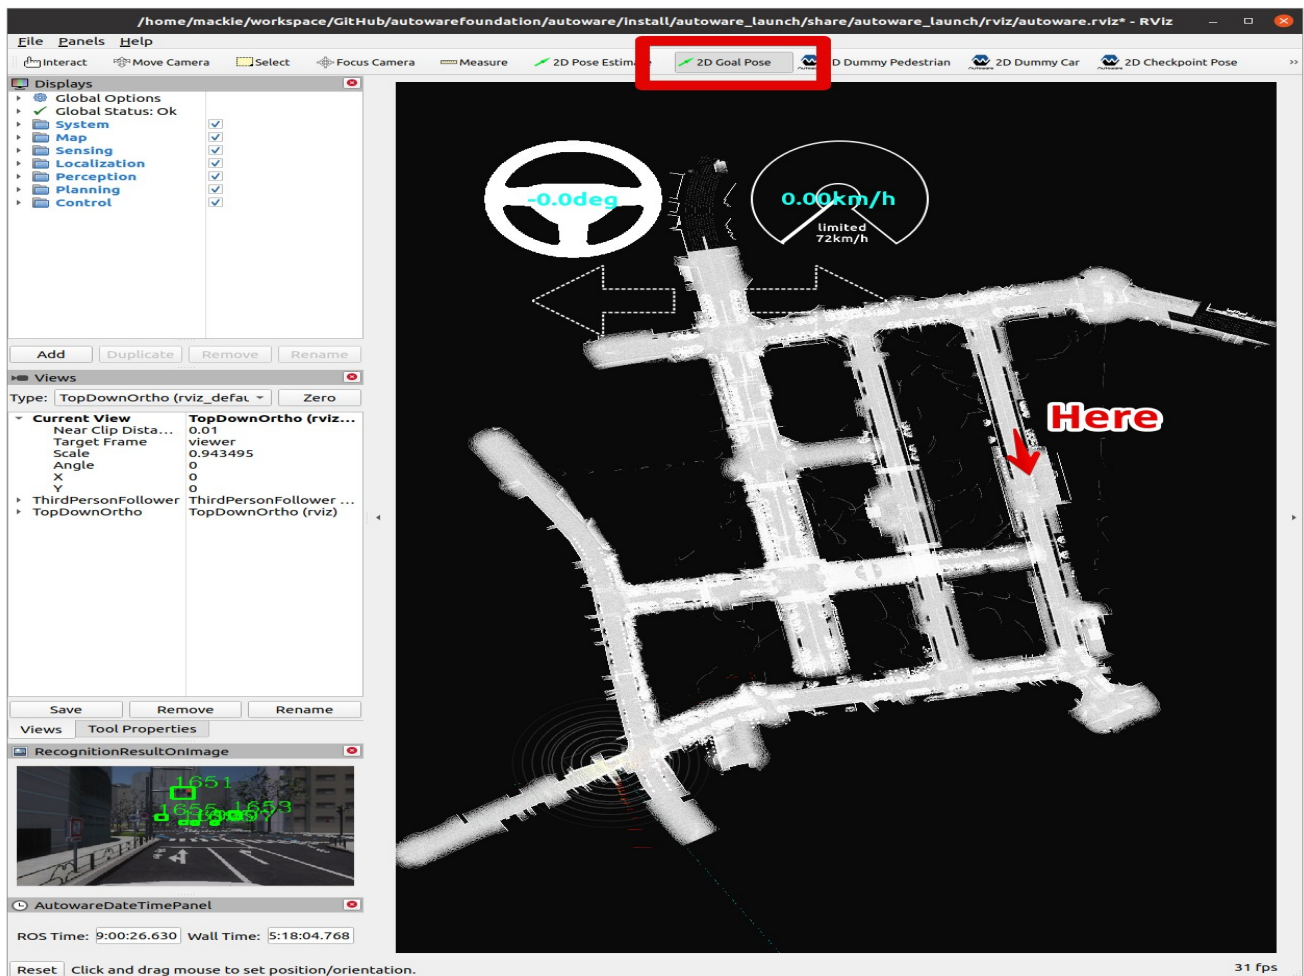 /home/mackie/workspace/GitHub/autowarefoundation/autoware/install/autoware_launch/share/autoware_launch/rviz/autoware.rviz* - RViz
File Panels Help
Interact Move Camera Select Focus Camera Measure 2D Pose Estimate 2D Goal Pose 2D Dummy Pedestrian 2D Dummy Car 2D Checkpoint Pose »
Displays
Global Options
Global Status: Ok
System
Map
Sensing
Localization
Perception
Planning
Control
Add Duplicate Remove Rename
Views
Type: TopDownOrtho (rviz_defau Zero
Current View TopDownOrtho (rviz...
Near Clip Dista... 0.01
Target Frame viewer
Scale 0.943495
Angle 0
X 0
Y 0
ThirdPersonFollower ThirdPersonFollower ...
TopDownOrtho TopDownOrtho (rviz)
Save Remove Rename
Views Tool Properties
RecognitionResultOnImage
1651
1653
AutowareDateTimePanel
ROS Time: 9:00:26.630 Wall Time: 5:18:04.768
Reset Click and drag mouse to set position/orientation.
31 fps
-0.0deg
0.00km/h
limited
72km/h
Here